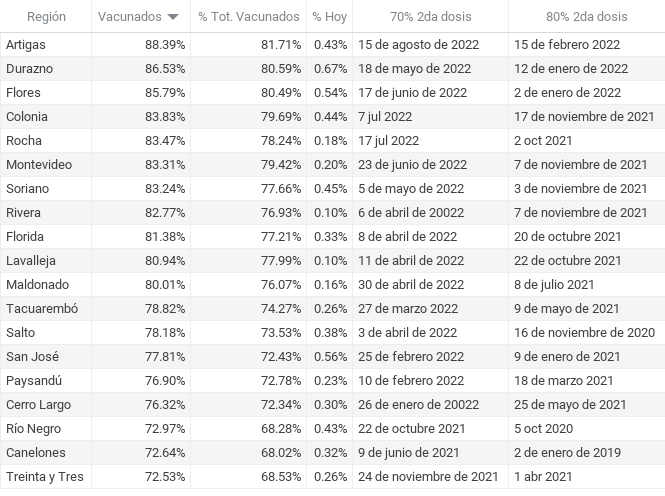 Región Vacunados % Tot. Vacunados % Hoy 70% 2da dosis 80% 2da dosis
Artigas 88.39% 81.71% 0.43% 15 de agosto de 2022 15 de febrero 2022
Durazno 86.53% 80.59% 0.67% 18 de mayo de 2022 12 de enero de 2022
Flores 85.79% 80.49% 0.54% 17 de junio de 2022 2 de enero de 2022
Colonia 83.83% 79.69% 0.44% 7 jul 2022 17 de noviembre de 2021
Rocha 83.47% 78.24% 0.18% 17 jul 2022 2 oct 2021
Montevideo 83.31% 79.42% 0.20% 23 de junio de 2022 7 de noviembre de 2021
Soriano 83.24% 77.66% 0.45% 5 de mayo de 2022 3 de noviembre de 2021
Rivera 82.77% 76.93% 0.10% 6 de abril de 20022 7 de noviembre de 2021
Florida 81.38% 77.21% 0.33% 8 de abril de 2022 20 de octubre 2021
Lavalleja 80.94% 77.99% 0.10% 11 de abril de 2022 22 de octubre 2021
Maldonado 80.01% 76.07% 0.16% 30 de abril de 2022 8 de julio 2021
Tacuarembó 78.82% 74.27% 0.26% 27 de marzo 2022 9 de mayo de 2021
Salto 78.18% 73.53% 0.38% 3 de abril de 2022 16 de noviembre de 2020
San José 77.81% 72.43% 0.56% 25 de febrero 2022 9 de enero de 2021
Paysandú 76.90% 72.78% 0.23% 10 de febrero de 2022 18 de marzo 2021
Cerro Largo 76.32% 72.34% 0.30% 26 de enero de 20022 25 de mayo de 2021
Río Negro 72.97% 68.28% 0.43% 22 de octubre 2021 5 oct 2020
Canelones 72.64% 68.02% 0.32% 9 de junio de 2021 2 de enero de 2019
Treinta y Tres 72.53% 68.53% 0.26% 24 de noviembre de 2021 1 abr 2021